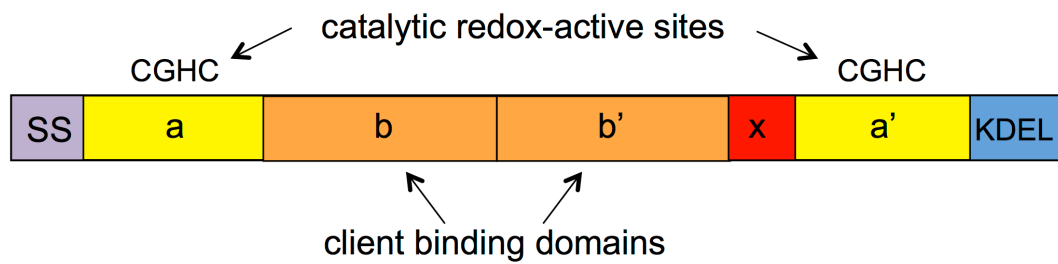 catalytic redox-active sites
CGHC CGHC
SS a b b’ x a’ KDEL
client binding domains